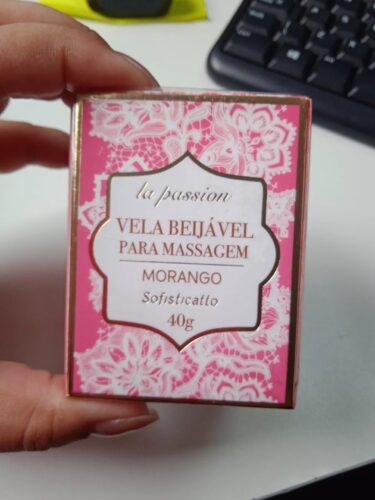 la passion
VELA BEIJÁVEL
PARA MASSAGEM
MORANGO
Sofisticatto
40g